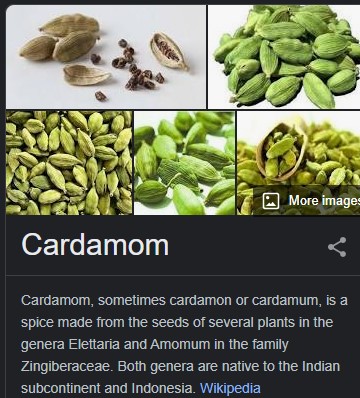 More images
Cardamom
Cardamom, sometimes cardamon or cardamum, is a
spice made from the seeds of several plants in the
genera Elettaria and Amomum in the family
Zingiberaceae. Both genera are native to the Indian
subcontinent and Indonesia. Wikipedia